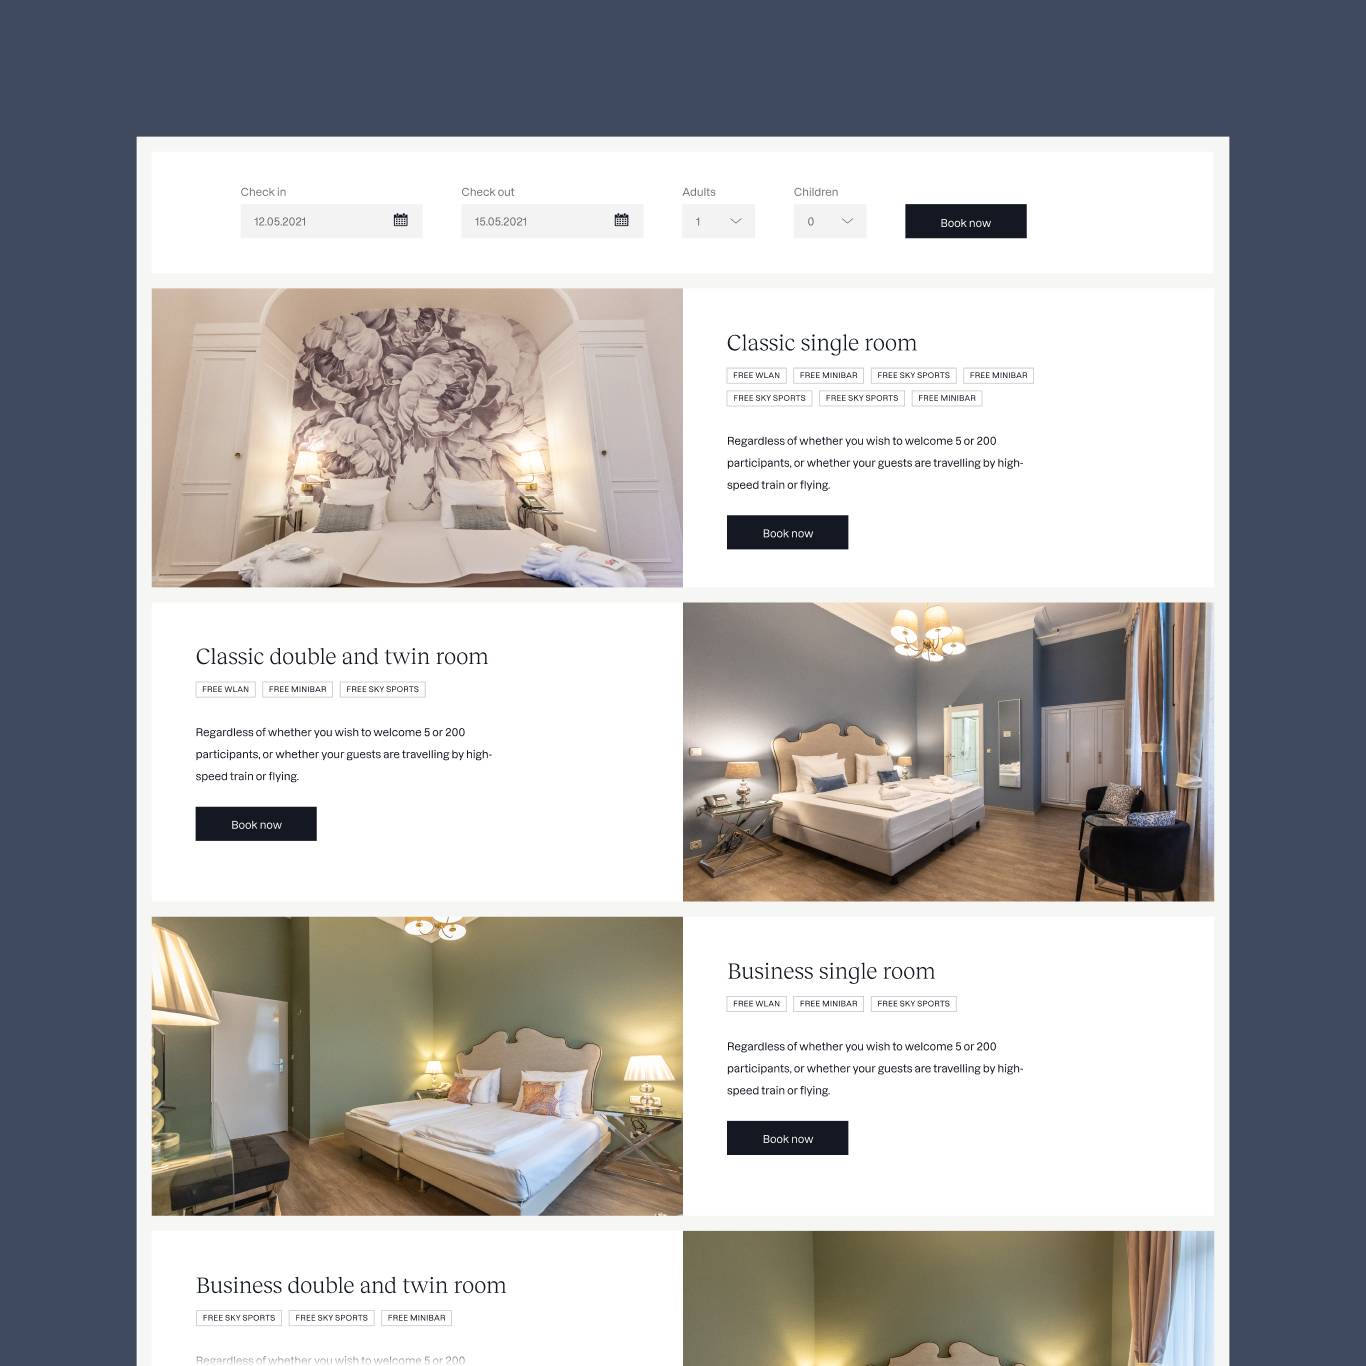 Check in
Check out
Adults
Children
12.05.2021
15.05.2021
1
0
Book now
Classic single room
FREE WLAN
FREE MINIBAR
FREE SKY SPORTS
FREE MINIBAR
FREE SKY SPORTS
FREE SKY SPORTS
FREE MINIBAR
Regardless of whether you wish to welcome 5 or 200
participants, or whether your guests are travelling by high-
speed train or flying.
Book now
Classic double and twin room
FREE WLAN
FREE MINIBAR
FREE SKY SPORTS
Regardless of whether you wish to welcome 5 or 200
participants, or whether your guests are travelling by high-
speed train or flying.
Book now
Business single room
FREE WLAN
FREE MINIBAR
FREE SKY SPORTS
Regardless of whether you wish to welcome 5 or 200
participants, or whether your guests are travelling by high-
speed train or flying.
Book now
Business double and twin room
FREE SKY SPORTS
FREE SKY SPORTS
FREE MINIBAR
Regardless of whether you wish to welcome 5 or 200